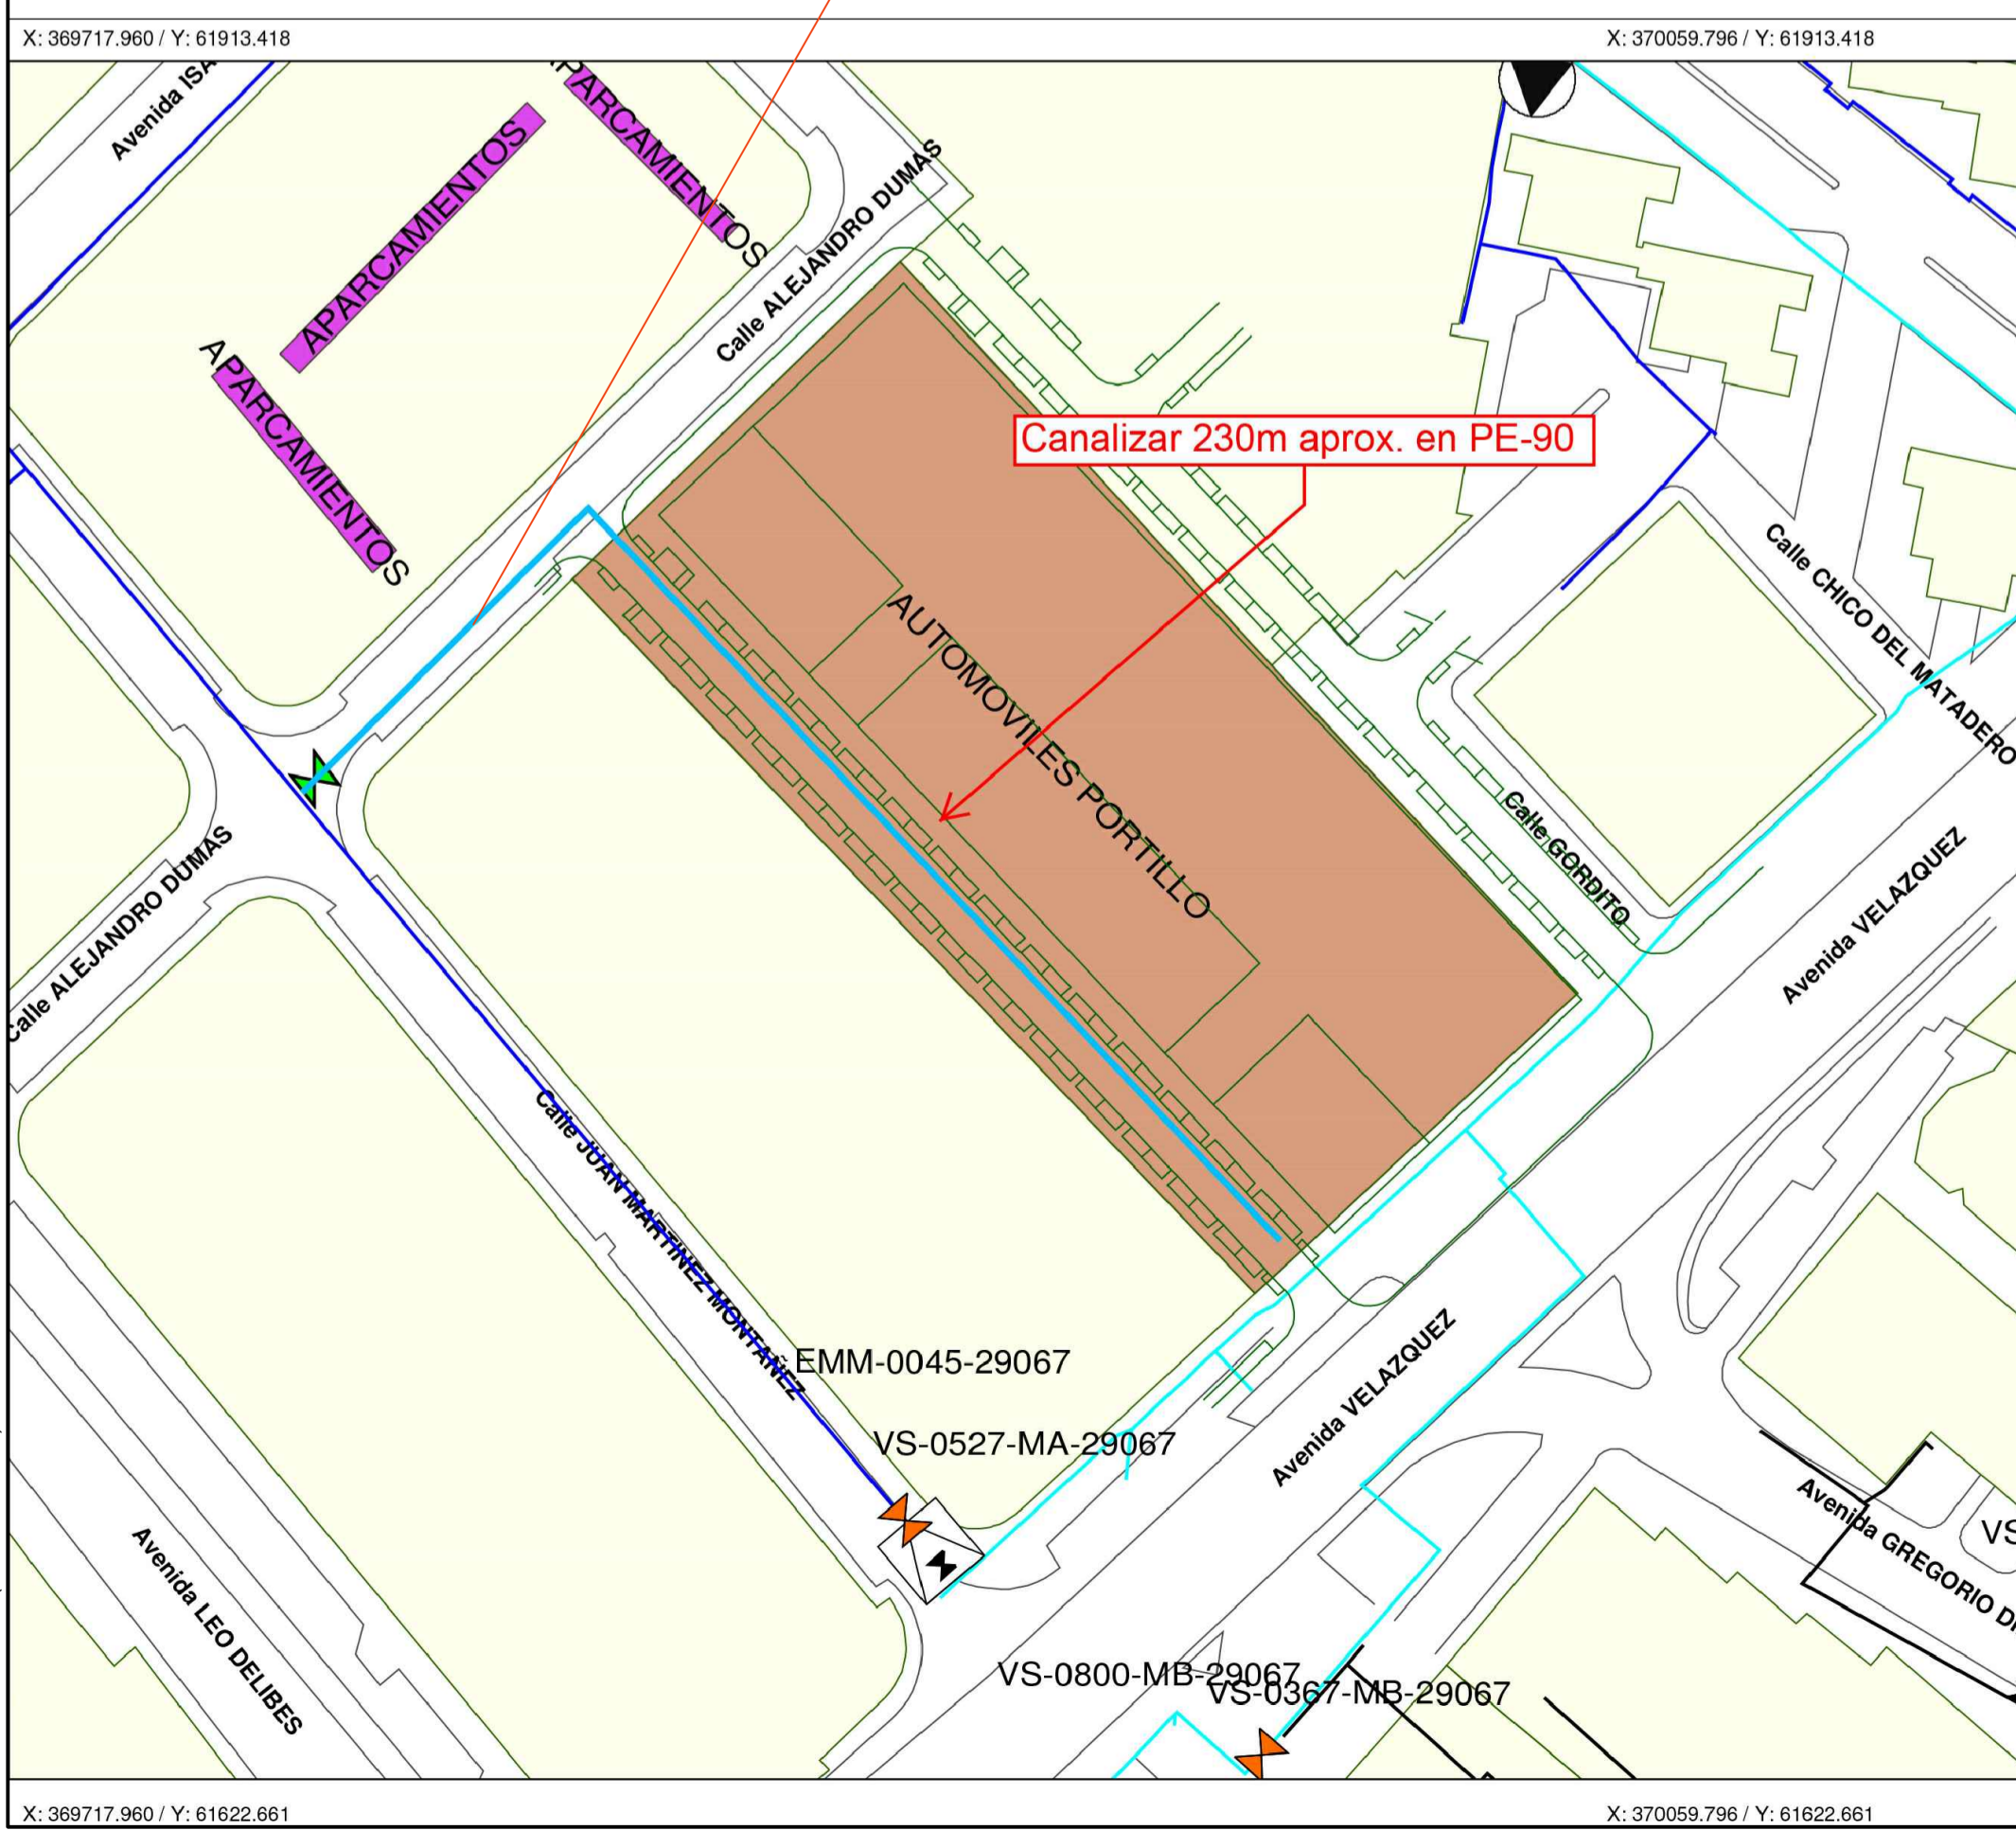 X: 369717.960 / Y: 61913.418
X: 370059.796 / Y: 61913.418
Avenida ISA
APARCAMIENTOS
APARCAMIENTOS
APARCAMIENTOS
Calle ALEJANDRO DUMAS
Canalizar 230m aprox. en PE-90
AUTOMOVILES PORTILLO
Calle CHICO DEL MATADERO
Calle GORDITO
Avenida VELAZQUEZ
Calle ALEJANDRO DUMAS
Calle JUAN MARTINEZ MONTAÑEZ
EMM-0045-29067
VS-0527-MA-29067
Avenida VELAZQUEZ
Avenida GREGORIO D
VS
Avenida LEO DELIBES
VS-0800-MB-29067
VS-0367-MB-29067
X: 369717.960 / Y: 61622.661
X: 370059.796 / Y: 61622.661